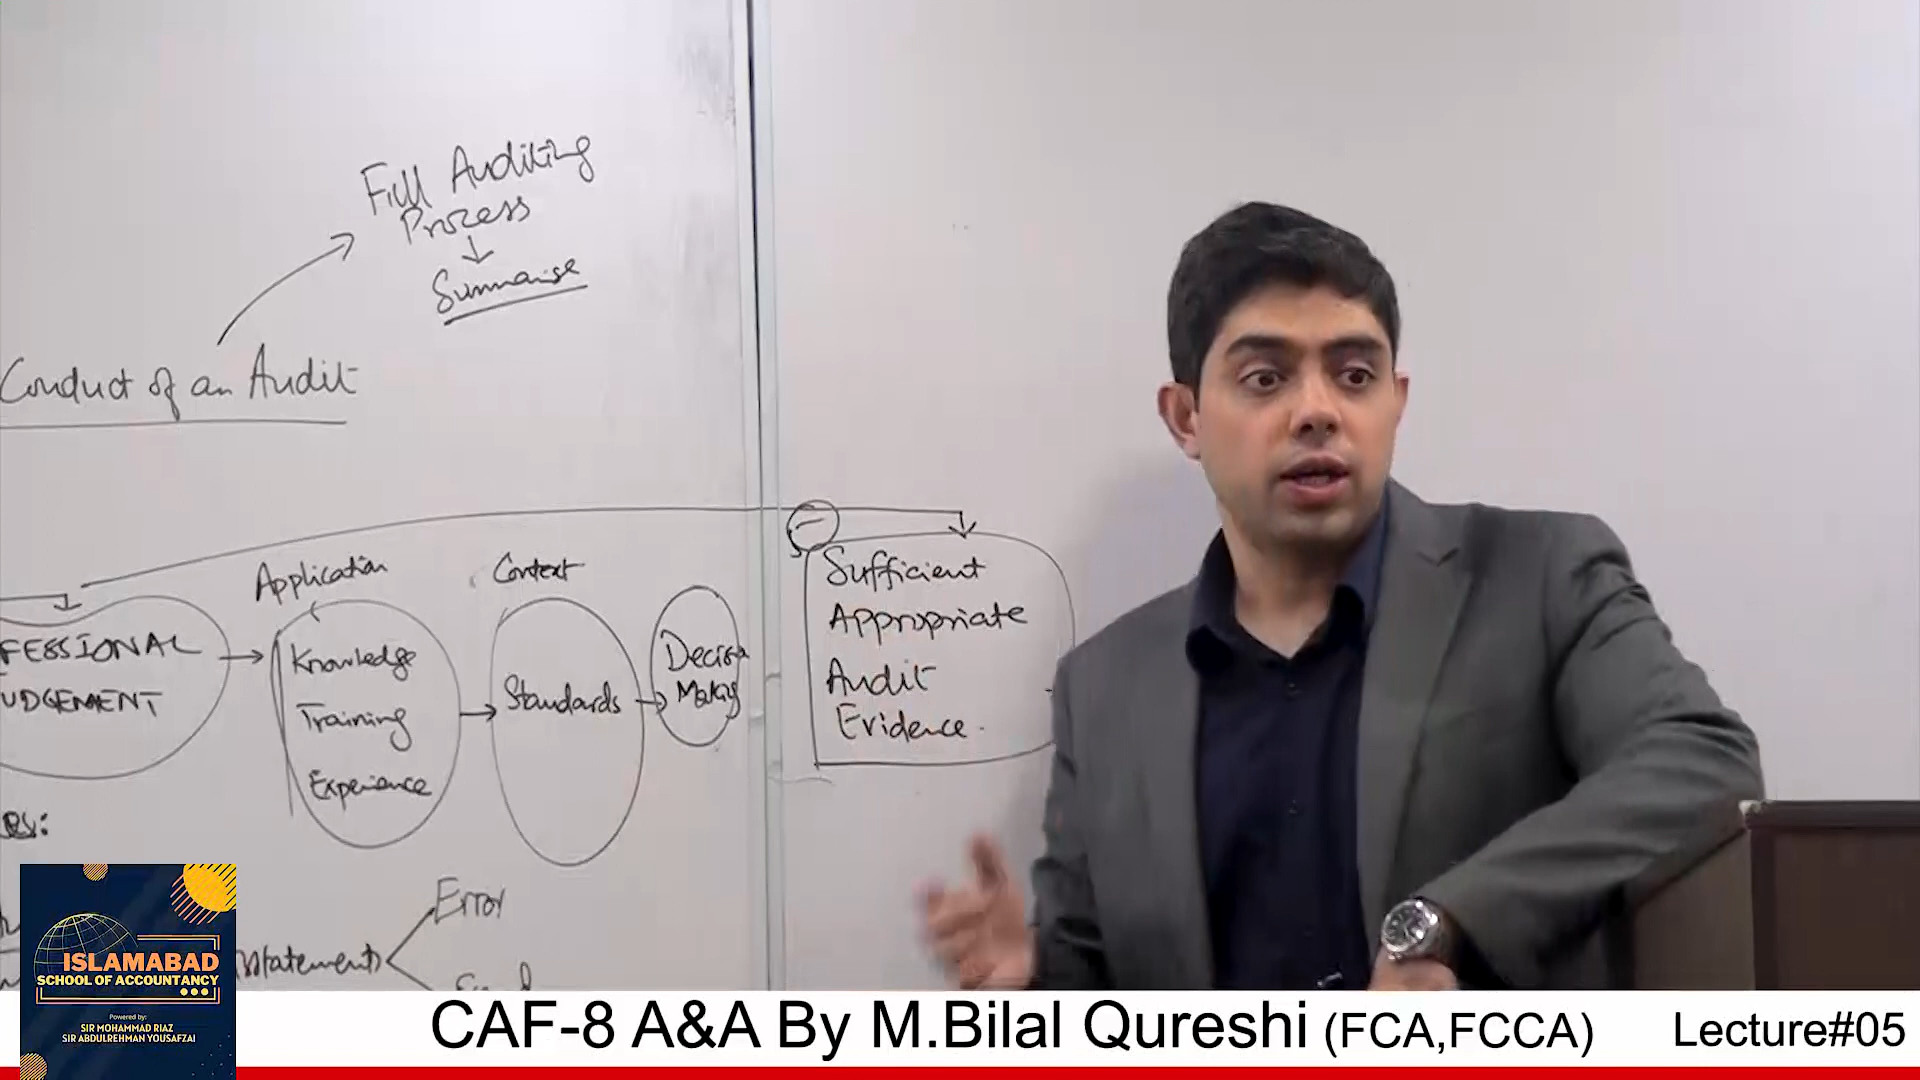 Full Auditing
Process
Summarise
Conduct of an Audit
FESSIONAL
UDGEMENT
Application
Knowledge
Training
Experience
Context
Standards
Decision
Making
Sufficient
Appropriate
Audit
Evidence.
es:
sstatements
Error
ISLAMABAD
SCHOOL OF ACCOUNTANCY
Powered by:
SIR MOHAMMAD RIAZ
SIR ABDULREHMAN YOUSAFZAI
CAF-8 A&A By M.Bilal Qureshi (FCA,FCCA)
Lecture#05